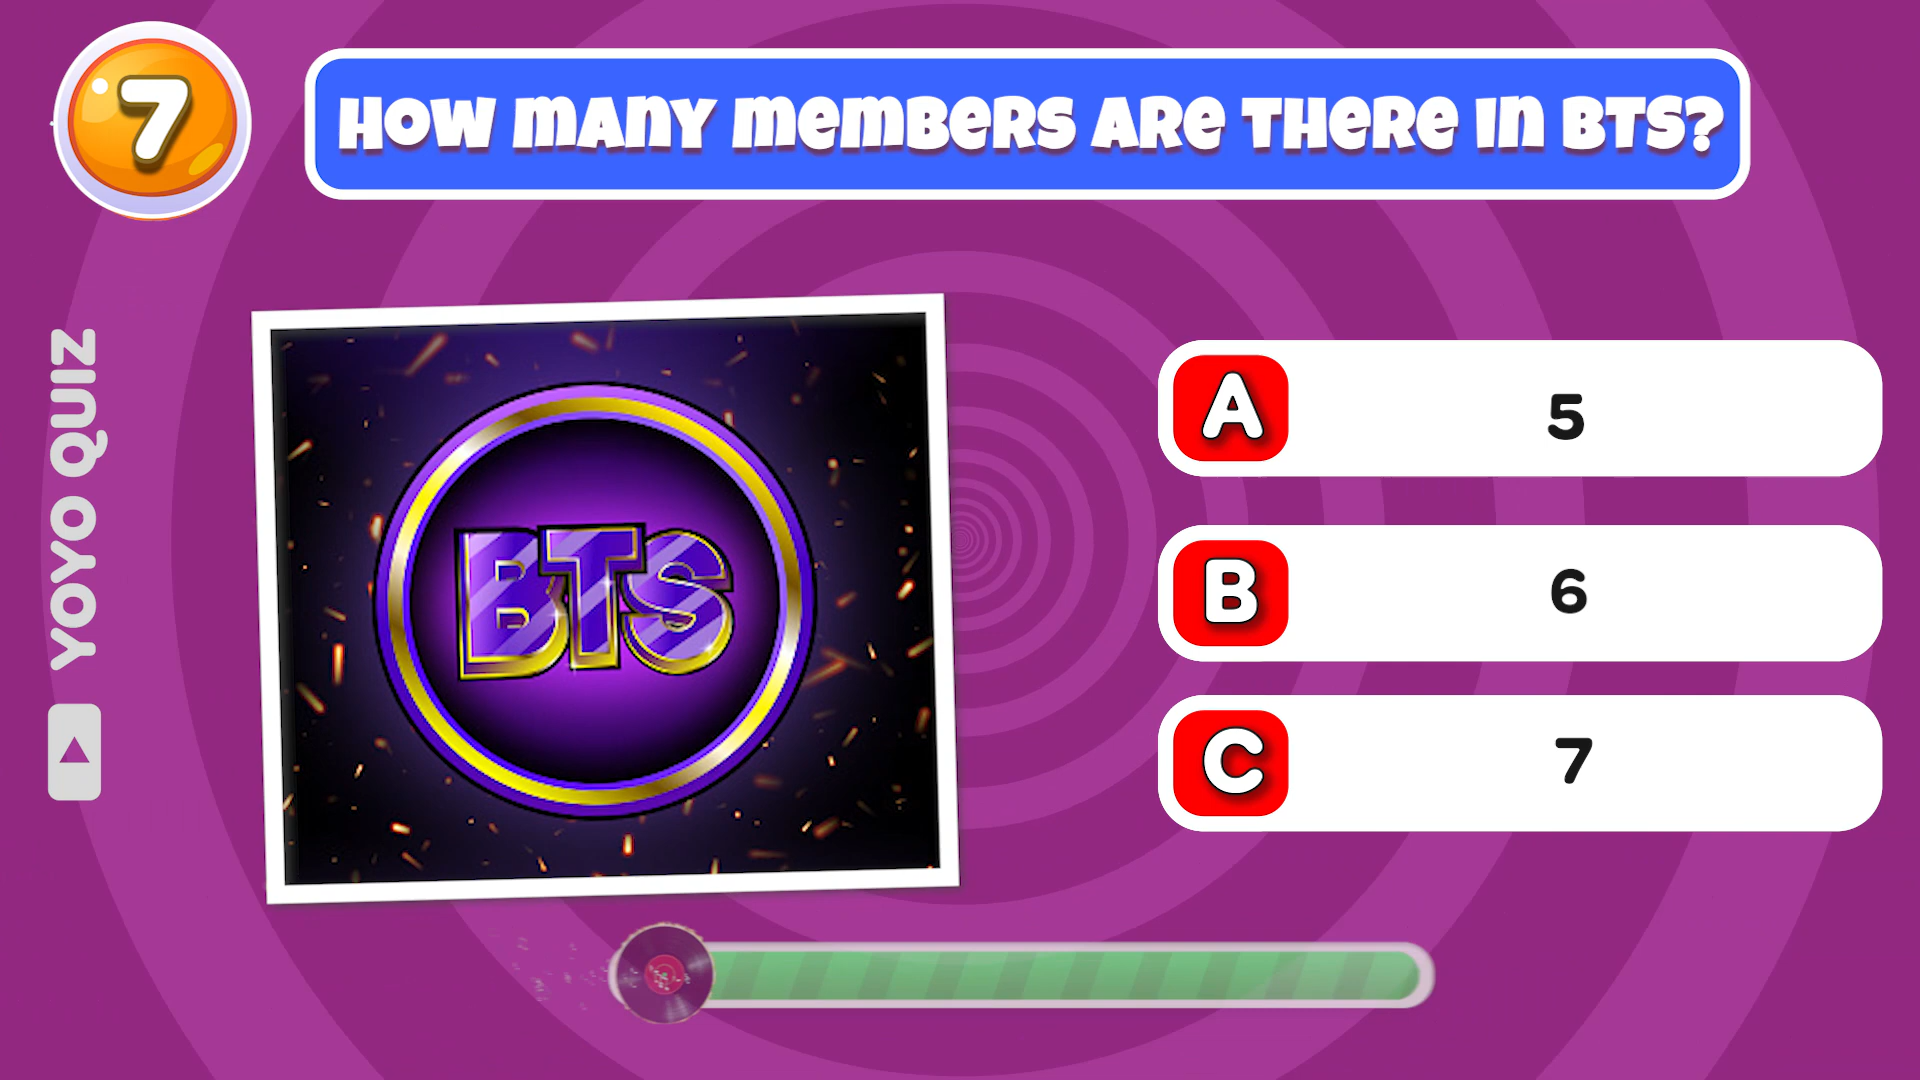 7
HOW MANY MEMBERS ARE THERE IN BTS?
YOYO QUIZ
BTS
A 5
B 6
C 7